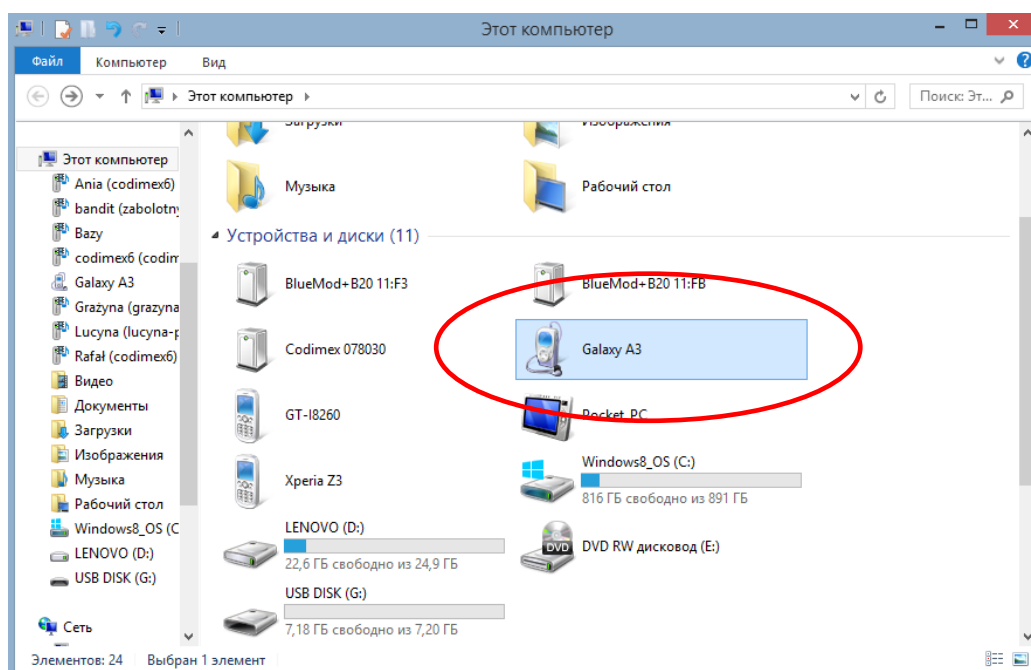 Этот компьютер
Файл Компьютер Вид
Этот компьютер
Поиск: Эт...
Этот компьютер
Ania (codimex6)
bandit (zabolotny
Bazy
codimex6 (codim
Galaxy A3
Grażyna (grazyna
Lucyna (lucyna-p
Rafał (codimex6)
Видео
Документы
Загрузки
Изображения
Музыка
Рабочий стол
Windows8_OS (C
LENOVO (D:)
USB DISK (G:)
Сеть
Загрузки
Изображения
Музыка
Рабочий стол
Устройства и диски (11)
BlueMod+B20 11:F3
BlueMod+B20 11:FB
Codimex 078030
Galaxy A3
GT-I8260
Pocket_PC
Xperia Z3
Windows8_OS (C:)
816 ГБ свободно из 891 ГБ
LENOVO (D:)
22,6 ГБ свободно из 24,9 ГБ
DVD RW дисковод (E:)
USB DISK (G:)
7,18 ГБ свободно из 7,20 ГБ
Элементов: 24 Выбран 1 элемент